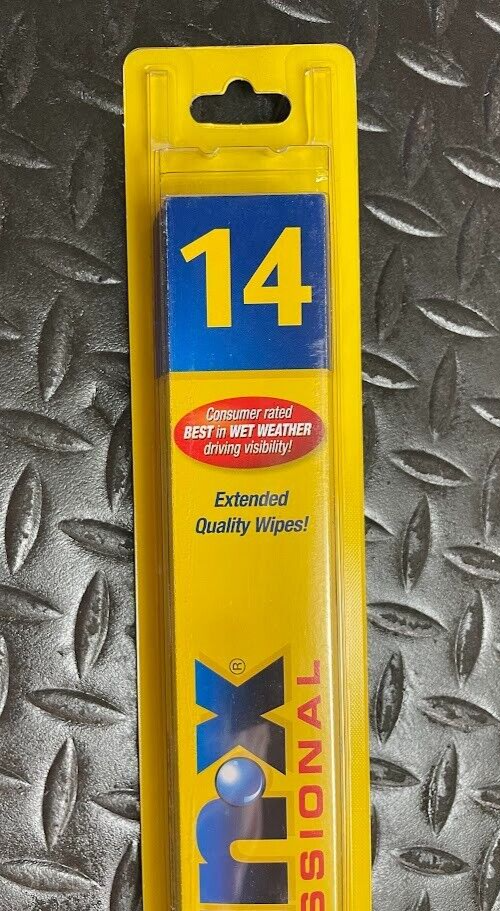 14
Consumer rated
BEST in WET WEATHER
driving visibility!
Extended
Quality Wipes!
n·x®
SSIONAL